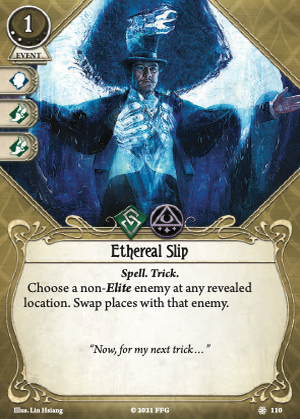 1
EVENT
Ethereal Slip
Spell. Trick.
Choose a non-Elite enemy at any revealed
location. Swap places with that enemy.
"Now, for my next trick…"
Illus. Lin Hsiang
© 2021 FFG
110